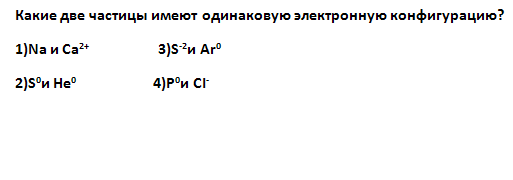 Какие две частицы имеют одинаковую электронную конфигурацию?
1)Na и Ca²⁺ 3)S⁻²и Ar⁰
2)S⁰и He⁰ 4)P⁰и Cl⁻